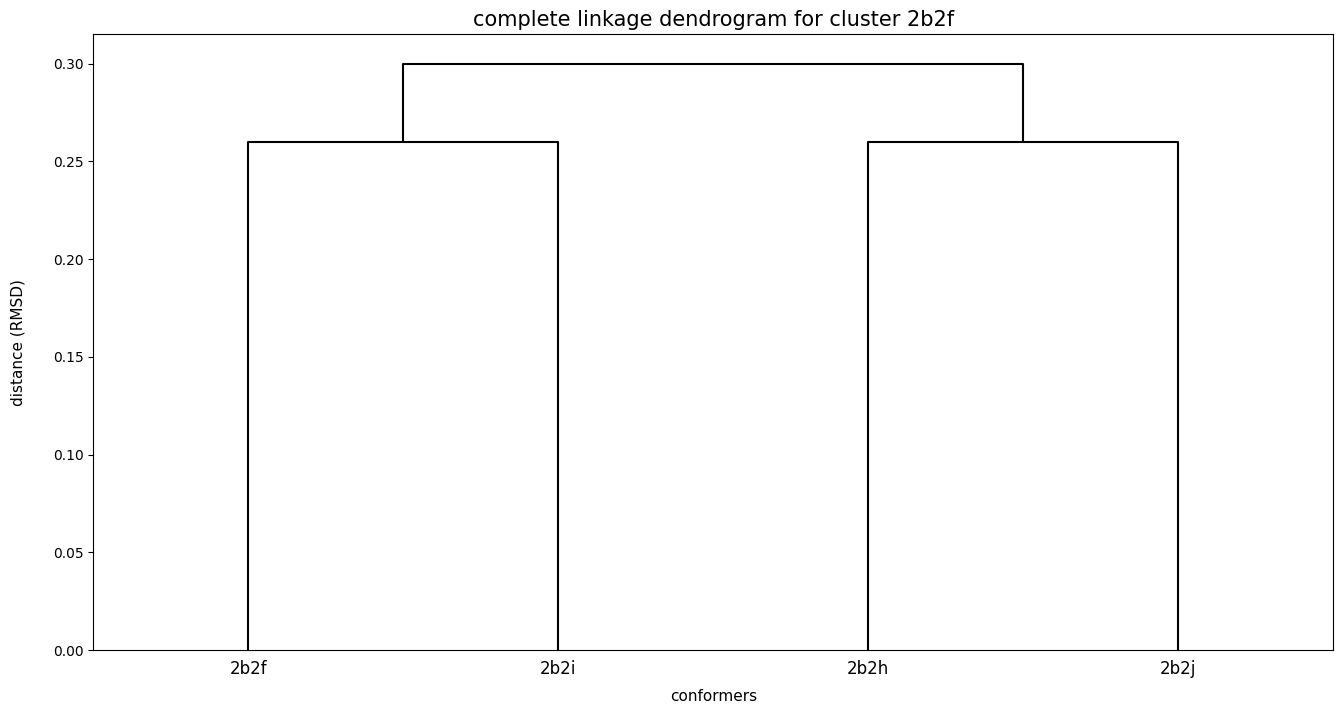 complete linkage dendrogram for cluster 2b2f
0.30
0.25
0.20
0.15
0.10
0.05
0.00
distance (RMSD)
2b2f 2b2i 2b2h 2b2j
conformers